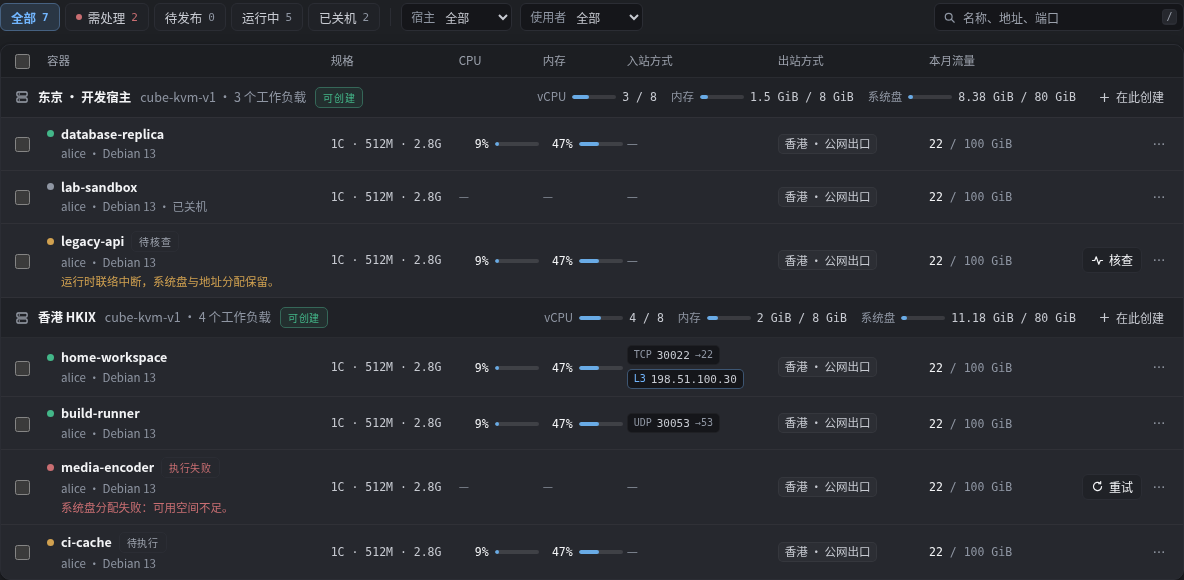 全部 7 需处理 2 待发布 0 运行中 5 已关机 2 宿主 全部 使用者 全部 名称、地址、端口 /
容器 规格 CPU 内存 入站方式 出站方式 本月流量
东京 · 开发宿主 cube-kvm-v1 · 3 个工作负载 可创建 vCPU 3 / 8 内存 1.5 GiB / 8 GiB 系统盘 8.38 GiB / 80 GiB + 在此创建
database-replica
alice · Debian 13
1C · 512M · 2.8G 9% 47% — 香港 · 公网出口 22 / 100 GiB ···
lab-sandbox
alice · Debian 13 · 已关机
1C · 512M · 2.8G — — — 香港 · 公网出口 22 / 100 GiB ···
legacy-api 待核查
alice · Debian 13
运行时联络中断，系统盘与地址分配保留。
1C · 512M · 2.8G 9% 47% — 香港 · 公网出口 22 / 100 GiB 核查 ···
香港 HKIX cube-kvm-v1 · 4 个工作负载 可创建 vCPU 4 / 8 内存 2 GiB / 8 GiB 系统盘 11.18 GiB / 80 GiB + 在此创建
home-workspace
alice · Debian 13
1C · 512M · 2.8G 9% 47% TCP 30022 →22
L3 198.51.100.30
香港 · 公网出口 22 / 100 GiB ···
build-runner
alice · Debian 13
1C · 512M · 2.8G 9% 47% UDP 30053 →53 香港 · 公网出口 22 / 100 GiB ···
media-encoder 执行失败
alice · Debian 13
系统盘分配失败：可用空间不足。
1C · 512M · 2.8G — — — 香港 · 公网出口 22 / 100 GiB 重试 ···
ci-cache 待执行
alice · Debian 13
1C · 512M · 2.8G 9% 47% — 香港 · 公网出口 22 / 100 GiB ···